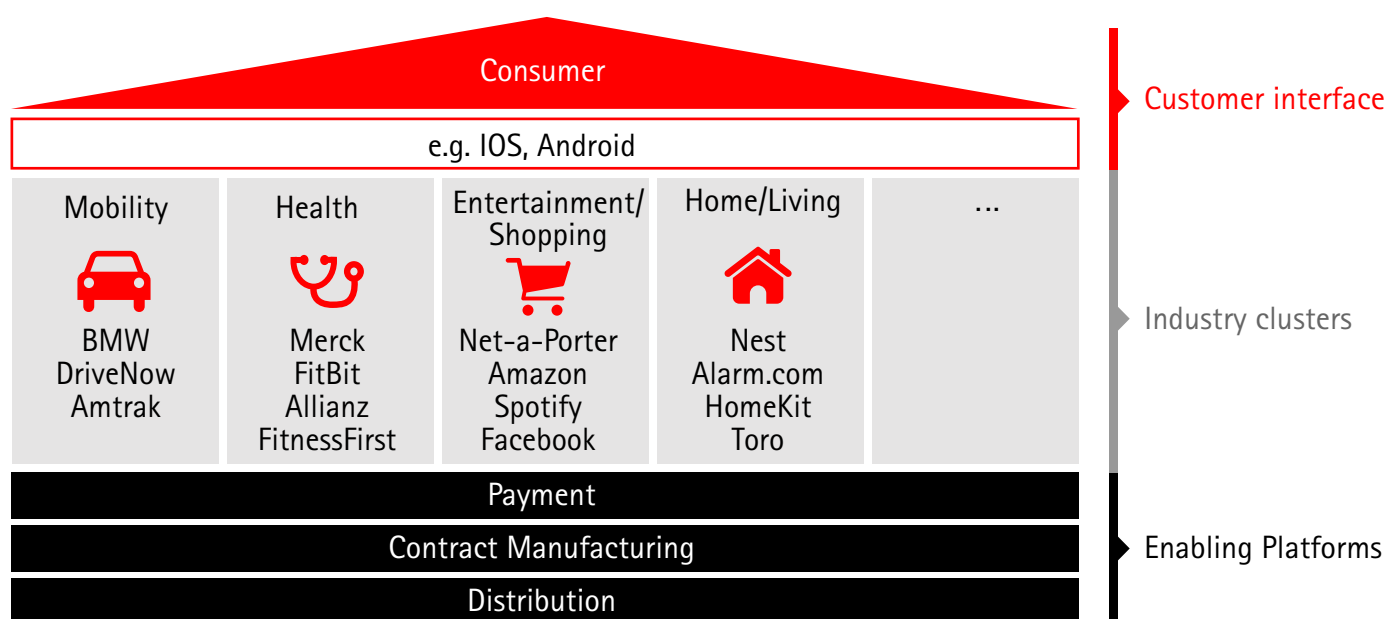 Consumer
Customer interface
e.g. IOS, Android
Mobility
BMW
DriveNow
Amtrak
Health
Merck
FitBit
Allianz
FitnessFirst
Entertainment/
Shopping
Net-a-Porter
Amazon
Spotify
Facebook
Home/Living
Nest
Alarm.com
HomeKit
Toro
...
Industry clusters
Payment
Contract Manufacturing
Distribution
Enabling Platforms